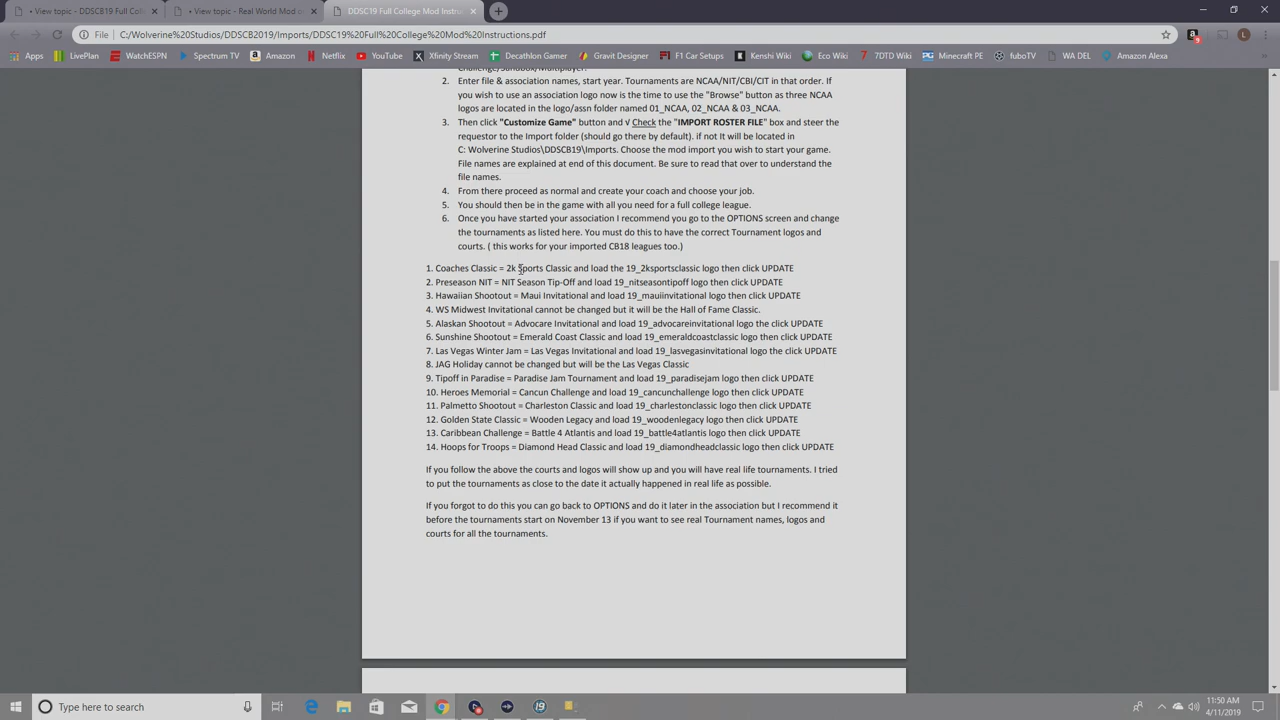 • View topic - DDSCB19 Full Coll
• View topic - Real World Mod o
DDSC19 Full College Mod Instruc
File | C:/Wolverine%20Studios/DDSCB2019/Imports/DDSC19%20Full%20College%20Mod%20Instructions.pdf
Apps LivePlan WatchESPN Spectrum TV Amazon NetBox YouTube Xfinity Stream Decathlon Gamer Gravit Designer F1 Car Setups Kenshi Wiki Eco Wiki 7DTD Wiki Minecraft PE fuboTV WA DEL Amazon Alexa
2. Enter file & association names, start year. Tournaments are NCAA/NIT/CBI/CIT in that order. If
you wish to use an association logo now is the time to use the "Browse" button as three NCAA
logos are located in the logo/assn folder named 01_NCAA, 02_NCAA & 03_NCAA.
3. Then click "Customize Game" button and √ Check the "IMPORT ROSTER FILE" box and steer the
requestor to the Import folder (should go there by default). if not It will be located in
C: Wolverine Studios\DDSCB19\Imports. Choose the mod import you wish to start your game.
File names are explained at end of this document. Be sure to read that over to understand the
file names.
4. From there proceed as normal and create your coach and choose your job.
5. You should then be in the game with all you need for a full college league.
6. Once you have started your association I recommend you go to the OPTIONS screen and change
the tournaments as listed here. You must do this to have the correct Tournament logos and
courts. ( this works for your imported CB18 leagues too.)
1. Coaches Classic = 2k Sports Classic and load the 19_2ksportsclassic logo then click UPDATE
2. Preseason NIT = NIT Season Tip-Off and load 19_nitseasontipoff logo then click UPDATE
3. Hawaiian Shootout = Maui Invitational and load 19_mauiinvitational logo then click UPDATE
4. WS Midwest Invitational cannot be changed but it will be the Hall of Fame Classic.
5. Alaskan Shootout = Advocare Invitational and load 19_advocareinvitational logo the click UPDATE
6. Sunshine Shootout = Emerald Coast Classic and load 19_emeraldcoastclassic logo then click UPDATE
7. Las Vegas Winter Jam = Las Vegas Invitational and load 19_lasvegasinvitational logo the click UPDATE
8. JAG Holiday cannot be changed but will be the Las Vegas Classic
9. Tipoff in Paradise = Paradise Jam Tournament and load 19_paradisejam logo then click UPDATE
10. Heroes Memorial = Cancun Challenge and load 19_cancunchallenge logo then click UPDATE
11. Palmetto Shootout = Charleston Classic and load 19_charlestonclassic logo then click UPDATE
12. Golden State Classic = Wooden Legacy and load 19_woodenlegacy logo then click UPDATE
13. Caribbean Challenge = Battle 4 Atlantis and load 19_battle4atlantis logo then click UPDATE
14. Hoops for Troops = Diamond Head Classic and load 19_diamondheadclassic logo then click UPDATE
If you follow the above the courts and logos will show up and you will have real life tournaments. I tried
to put the tournaments as close to the date it actually happened in real life as possible.
If you forgot to do this you can go back to OPTIONS and do it later in the association but I recommend it
before the tournaments start on November 13 if you want to see real Tournament names, logos and
courts for all the tournaments.
Type here to search
11:50 AM
4/11/2019